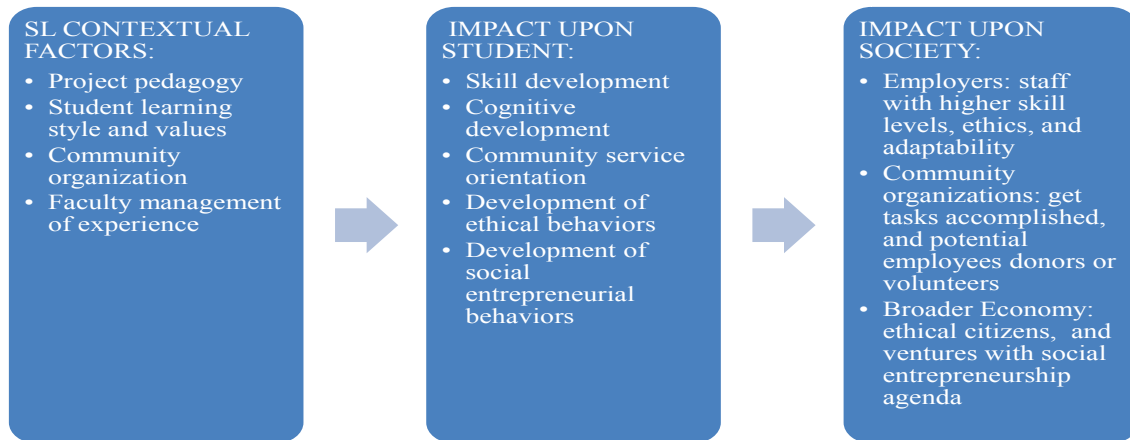 SL CONTEXTUAL
FACTORS:
• Project pedagogy
• Student learning
style and values
• Community
organization
• Faculty management
of experience
IMPACT UPON
STUDENT:
• Skill development
• Cognitive
development
• Community service
orientation
• Development of
ethical behaviors
• Development of
social
entrepreneurial
behaviors
IMPACT UPON
SOCIETY:
• Employers: staff
with higher skill
levels, ethics, and
adaptability
• Community
organizations: get
tasks accomplished,
and potential
employees donors or
volunteers
• Broader Economy:
ethical citizens, and
ventures with social
entrepreneurship
agenda